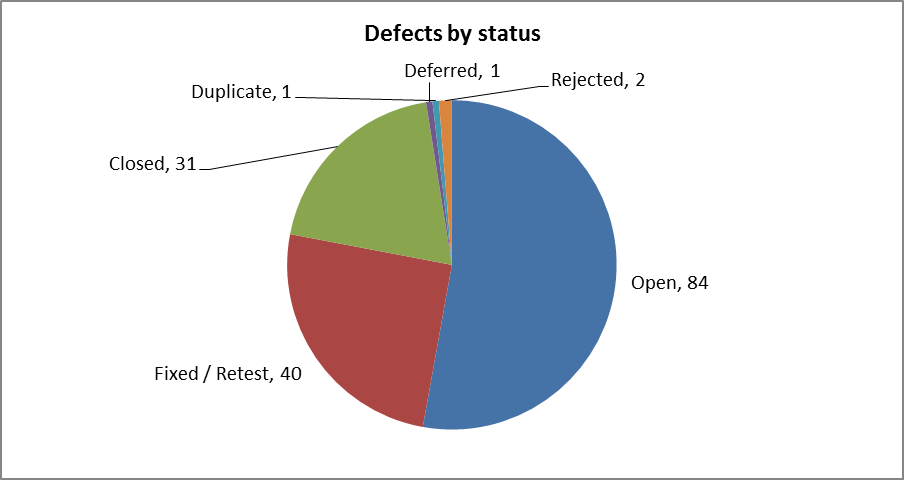 Defects by status
Deferred, 1
Rejected, 2
Duplicate, 1
Closed, 31
Open, 84
Fixed / Retest, 40